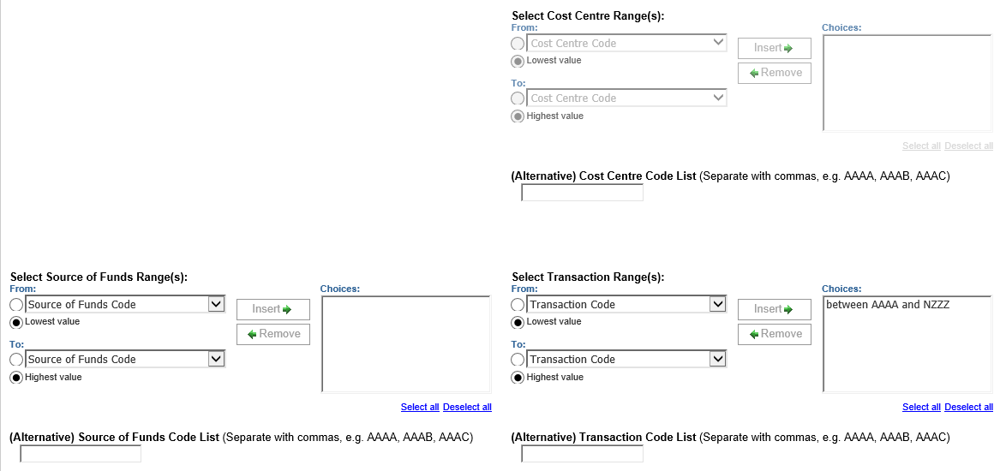 Select Cost Centre Range(s):
From:
Choices:
Cost Centre Code
Insert
Lowest value
Remove
To:
Cost Centre Code
Highest value
Select all Deselect all
(Alternative) Cost Centre Code List (Separate with commas, e.g. AAAA, AAAB, AAAC)
Select Source of Funds Range(s):
From:
Choices:
Source of Funds Code
Insert
Lowest value
Remove
To:
Source of Funds Code
Highest value
Select all Deselect all
(Alternative) Source of Funds Code List (Separate with commas, e.g. AAAA, AAAB, AAAC)
Select Transaction Range(s):
From:
Choices:
Transaction Code
Insert
between AAAA and NZZZ
Lowest value
Remove
To:
Transaction Code
Highest value
Select all Deselect all
(Alternative) Transaction Code List (Separate with commas, e.g. AAAA, AAAB, AAAC)